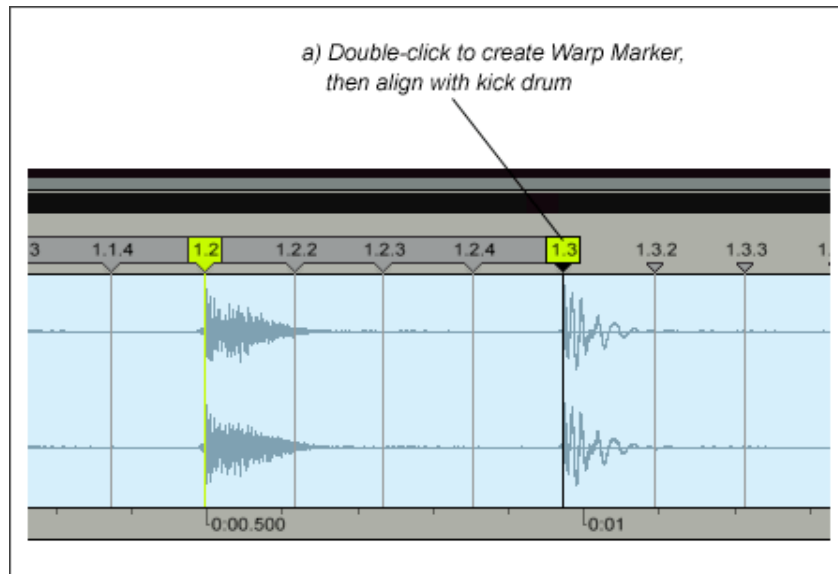 a) Double-click to create Warp Marker,
then align with kick drum
3 1.1.4 1.2 1.2.2 1.2.3 1.2.4 1.3 1.3.2 1.3.3 1.
0:00.500 0:01